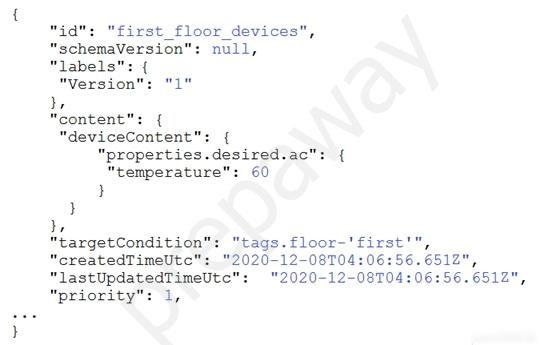 {
"id": "first_floor_devices",
"schemaVersion": null,
"labels": {
"Version": "1"
},
"content": {
"deviceContent": {
"properties.desired.ac": {
"temperature": 60
}
}
},
"targetCondition": "tags.floor-'first'",
"createdTimeUtc": "2020-12-08T04:06:56.651Z",
"lastUpdatedTimeUtc": "2020-12-08T04:06:56.651Z",
"priority": 1,
...
}
prepaway